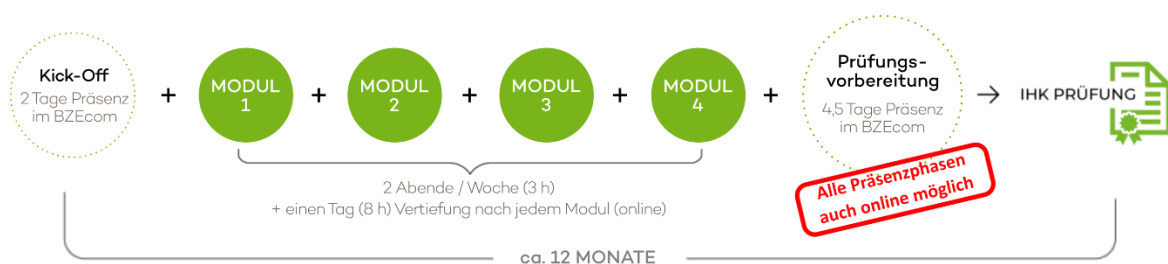 Kick-Off
2 Tage Präsenz
im BZEcom
+
MODUL
1
+
MODUL
2
+
MODUL
3
+
MODUL
4
+
Prüfungs-
vorbereitung
4,5 Tage Präsenz
im BZEcom
→
IHK PRÜFUNG
Alle Präsenzphasen
auch online möglich
2 Abende / Woche (3 h)
+ einen Tag (8 h) Vertiefung nach jedem Modul (online)
ca. 12 MONATE